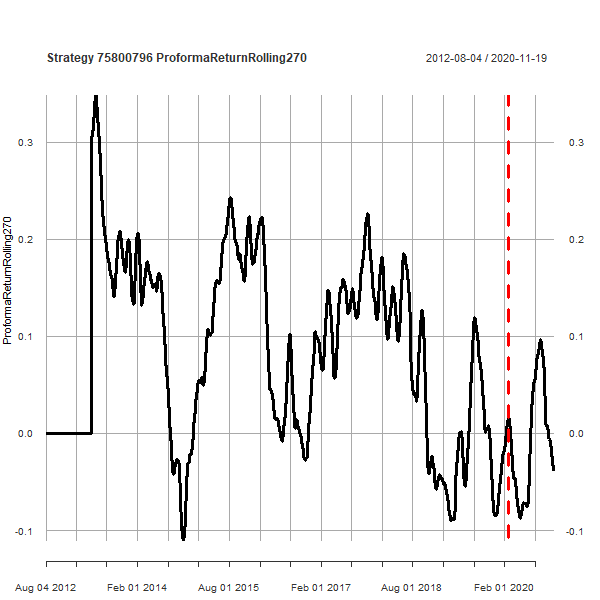 Strategy 75800796 ProformaReturnRolling270
2012-08-04 / 2020-11-19
ProformaReturnRolling270
0.3
0.3
0.2
0.2
0.1
0.1
0.0
0.0
-0.1
-0.1
Aug 04 2012
Feb 01 2014
Aug 01 2015
Feb 01 2017
Aug 01 2018
Feb 01 2020